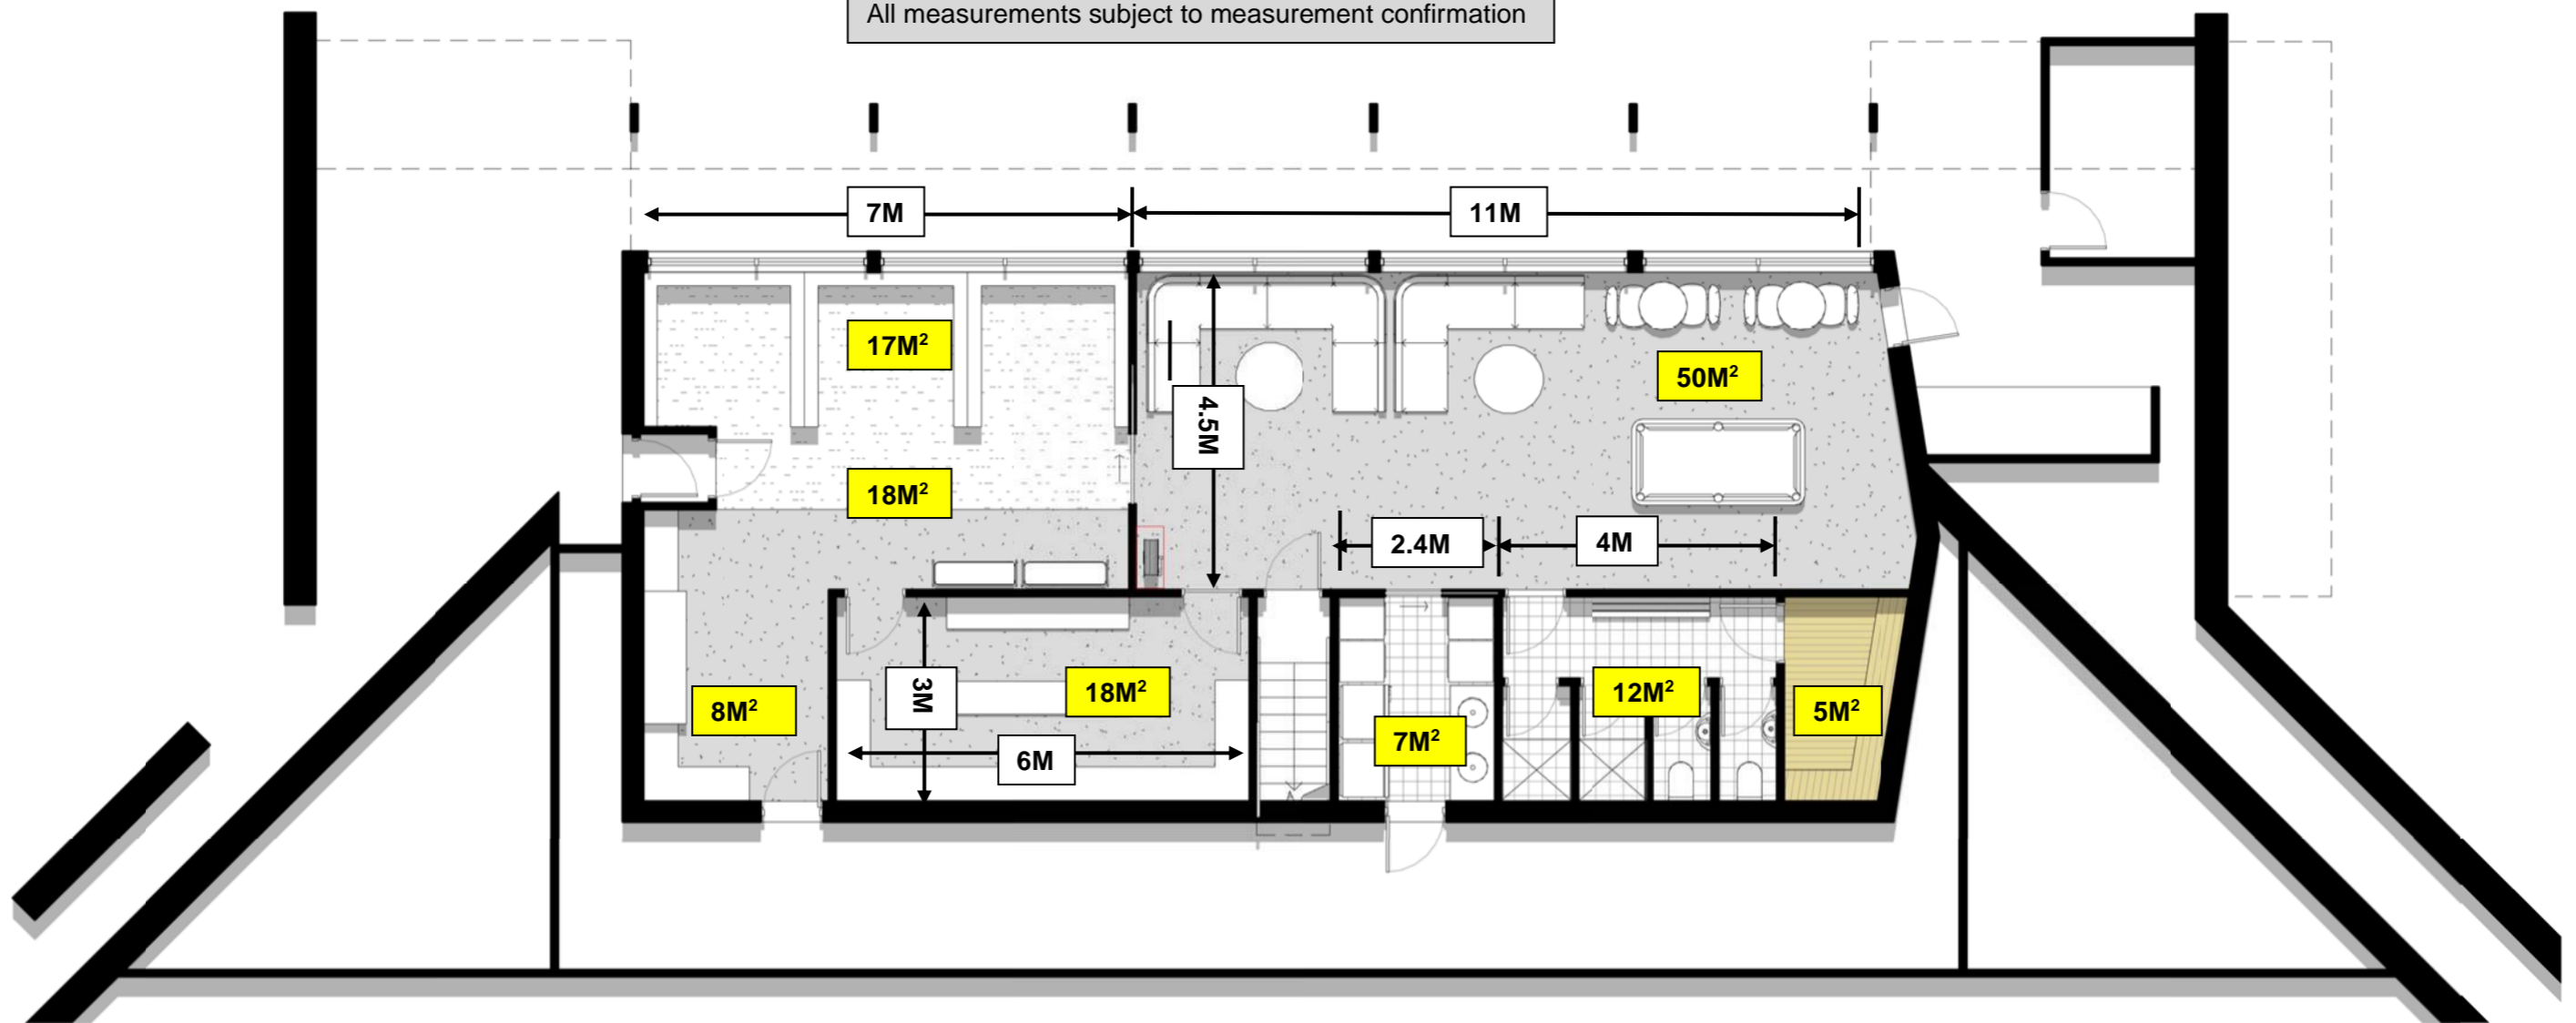 All measurements subject to measurement confirmation
7M
11M
17M²
50M²
4.5M
18M²
2.4M
4M
3M
18M²
12M²
8M²
5M²
7M²
6M